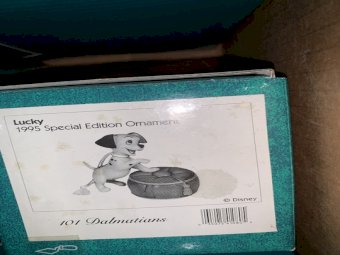 Lucky
1995 Special Edition Ornament
© Disney
101 Dalmatians